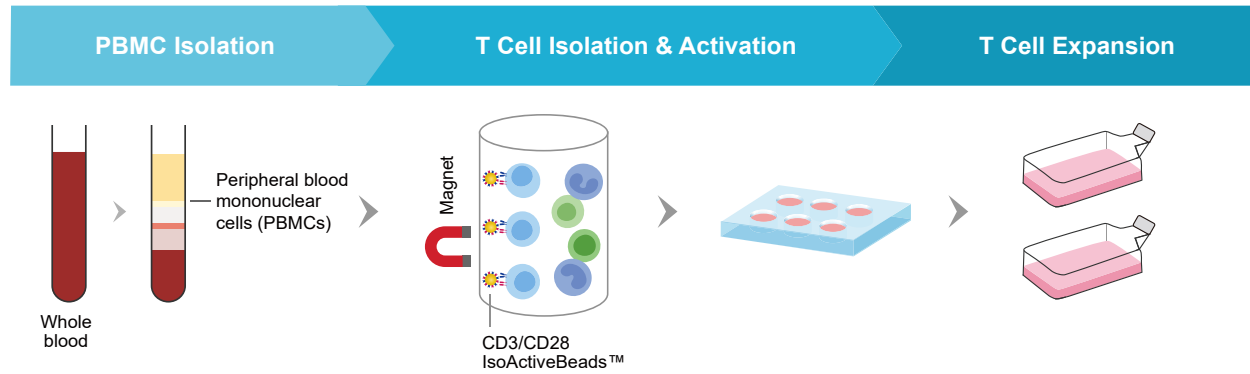 PBMC Isolation
T Cell Isolation & Activation
T Cell Expansion
Whole
blood
Peripheral blood
mononuclear
cells (PBMCs)
Magnet
CD3/CD28
IsoActiveBeads™